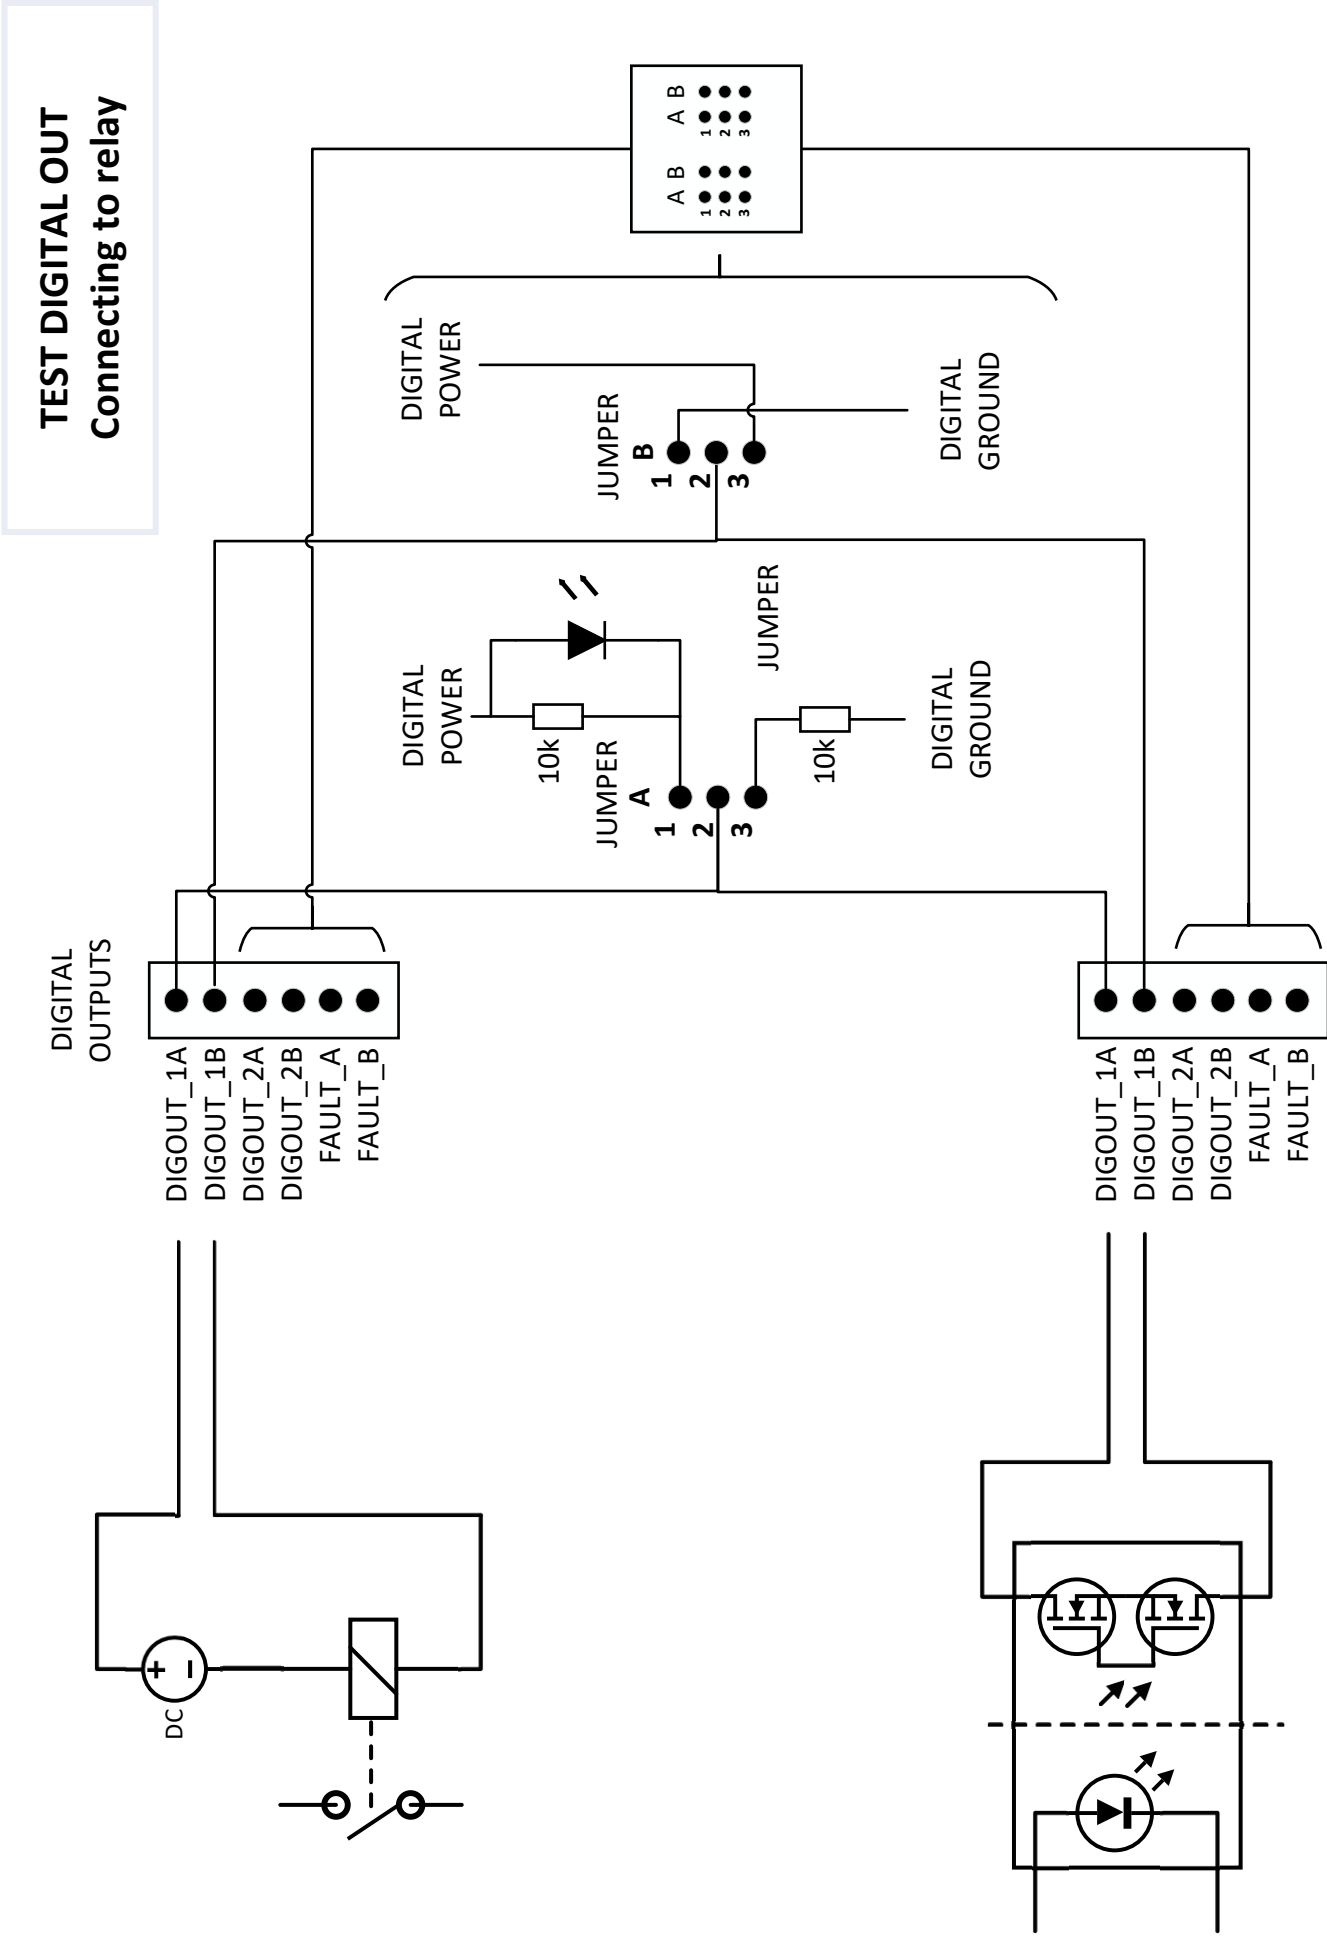 TEST DIGITAL OUT
Connecting to relay
DIGITAL
OUTPUTS
DIGOUT_1A
DIGOUT_1B
DIGOUT_2A
DIGOUT_2B
FAULT_A
FAULT_B
DC
+
−
DIGITAL
POWER
10k
JUMPER
A
1
2
3
JUMPER
10k
DIGITAL
GROUND
DIGITAL
POWER
JUMPER
B
1
2
3
DIGITAL
GROUND
A B
1
2
3
A B
1
2
3
DIGOUT_1A
DIGOUT_1B
DIGOUT_2A
DIGOUT_2B
FAULT_A
FAULT_B